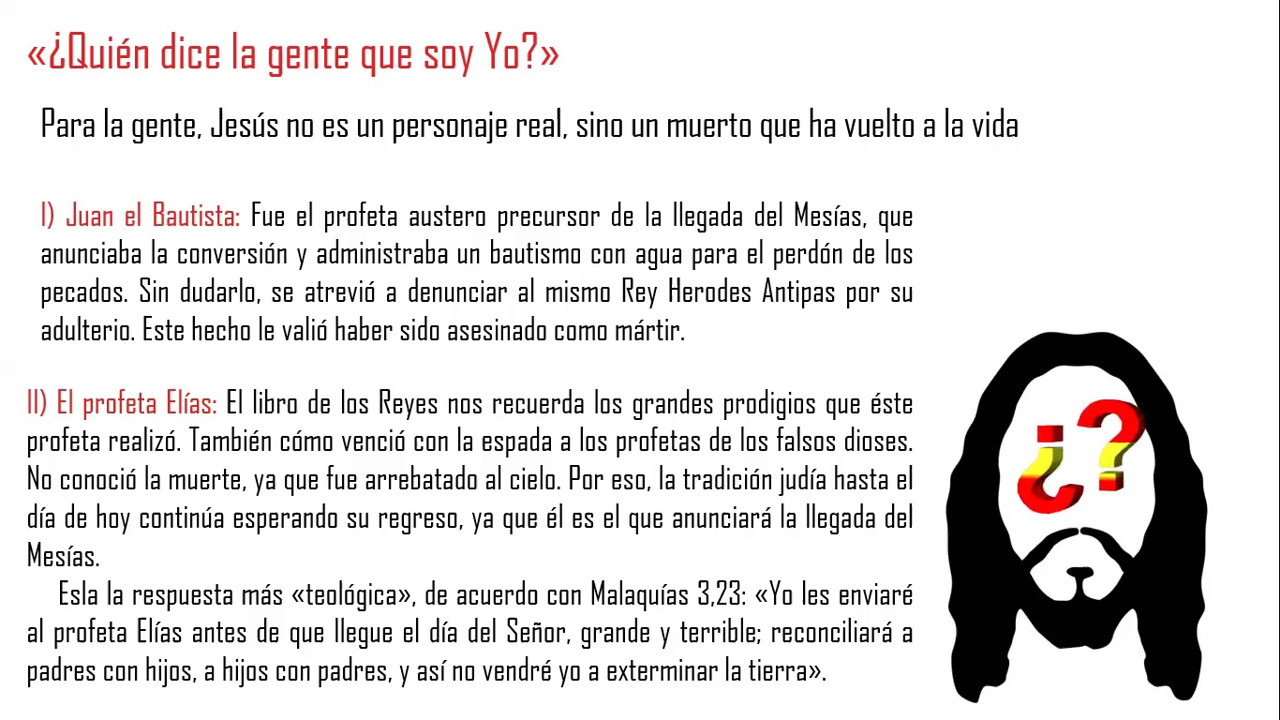 «¿Quién dice la gente que soy Yo?»
Para la gente, Jesús no es un personaje real, sino un muerto que ha vuelto a la vida
I) Juan el Bautista: Fue el profeta austero precursor de la llegada del Mesías, que
anunciaba la conversión y administraba un bautismo con agua para el perdón de los
pecados. Sin dudarlo, se atrevió a denunciar al mismo Rey Herodes Antipas por su
adulterio. Este hecho le valió haber sido asesinado como mártir.
II) El profeta Elías: El libro de los Reyes nos recuerda los grandes prodigios que éste
profeta realizó. También cómo venció con la espada a los profetas de los falsos dioses.
No conoció la muerte, ya que fue arrebatado al cielo. Por eso, la tradición judía hasta el
día de hoy continúa esperando su regreso, ya que él es el que anunciará la llegada del
Mesías.
Esla la respuesta más «teológica», de acuerdo con Malaquías 3,23: «Yo les enviaré
al profeta Elías antes de que llegue el día del Señor, grande y terrible; reconciliará a
padres con hijos, a hijos con padres, y así no vendré yo a exterminar la tierra».
¿?